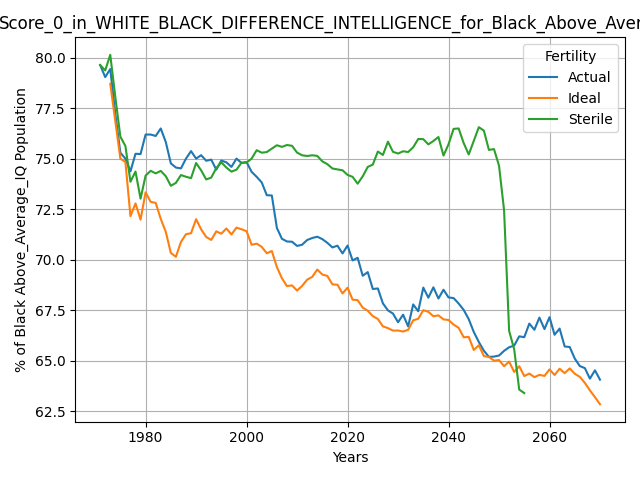 Score_0_in_WHITE_BLACK_DIFFERENCE_INTELLIGENCE_for_Black_Above_Aver
Fertility
Actual
Ideal
Sterile
% of Black Above_Average_IQ Population
80.0
77.5
75.0
72.5
70.0
67.5
65.0
62.5
1980
2000
2020
2040
2060
Years